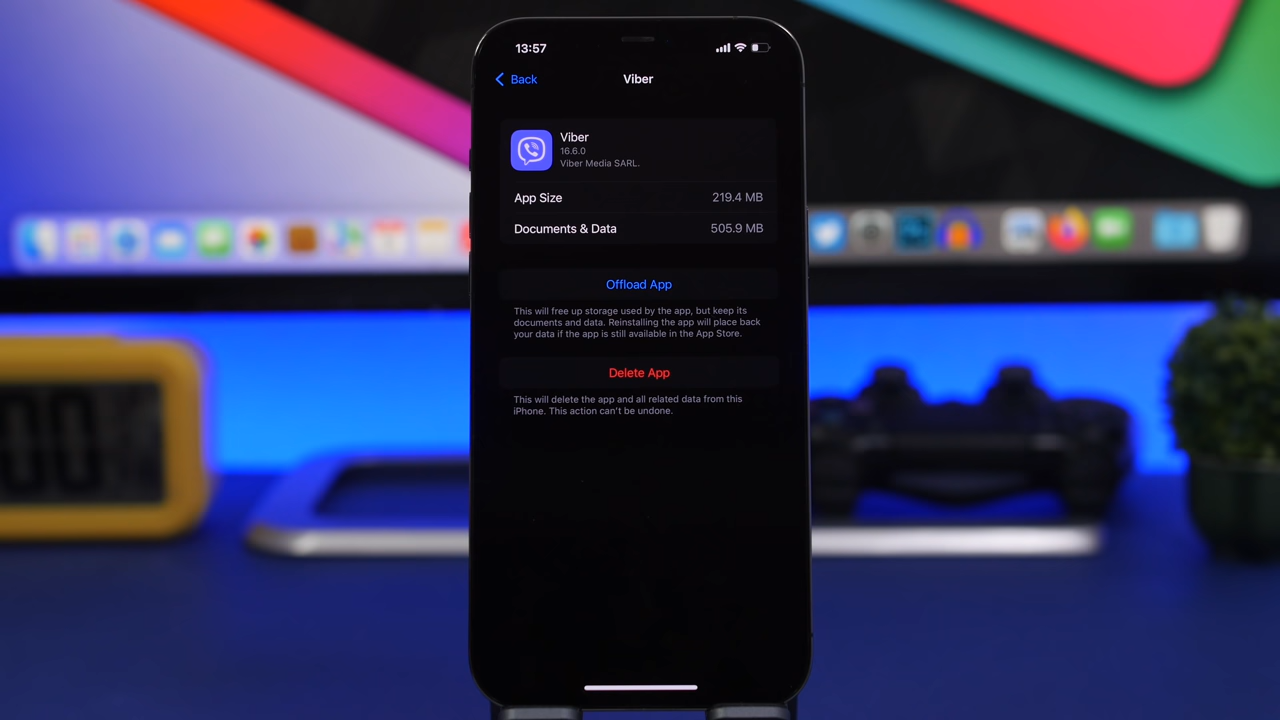 13:57
Back
Viber
Viber
16.6.0
Viber Media SARL.
App Size 219.4 MB
Documents & Data 505.9 MB
Offload App
This will free up storage used by the app, but keep its
documents and data. Reinstalling the app will place back
your data if the app is still available in the App Store.
Delete App
This will delete the app and all related data from this
iPhone. This action can't be undone.
00